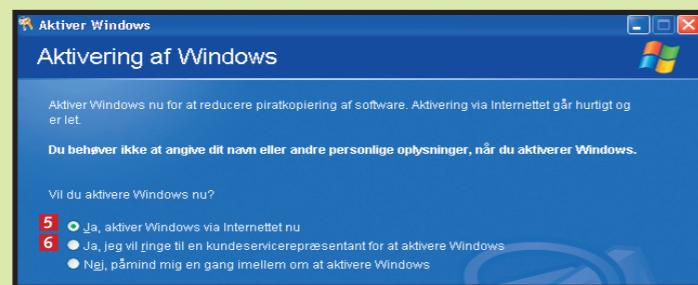 Aktiver Windows
Aktivering af Windows
Aktiver Windows nu for at reducere piratkopiering af software. Aktivering via Internettet går hurtigt og
er let.
Du behøver ikke at angive dit navn eller andre personlige oplysninger, når du aktiverer Windows.
Vil du aktivere Windows nu?
5 Ja, aktiver Windows via Internettet nu
6 Ja, jeg vil ringe til en kundeservicerepræsentant for at aktivere Windows
Nej, påmind mig en gang imellem om at aktivere Windows